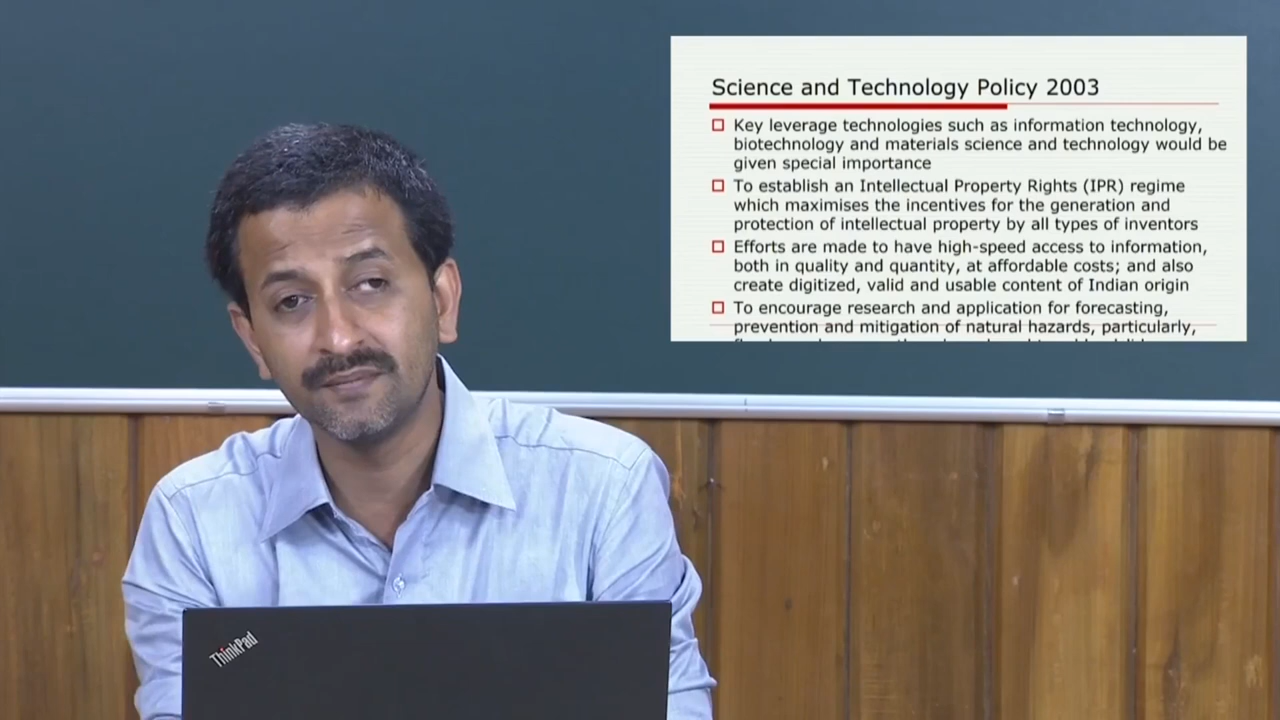 Science and Technology Policy 2003
Key leverage technologies such as information technology,
biotechnology and materials science and technology would be
given special importance
To establish an Intellectual Property Rights (IPR) regime
which maximises the incentives for the generation and
protection of intellectual property by all types of inventors
Efforts are made to have high-speed access to information,
both in quality and quantity, at affordable costs; and also
create digitized, valid and usable content of Indian origin
To encourage research and application for forecasting,
prevention and mitigation of natural hazards, particularly,
ThinkPad